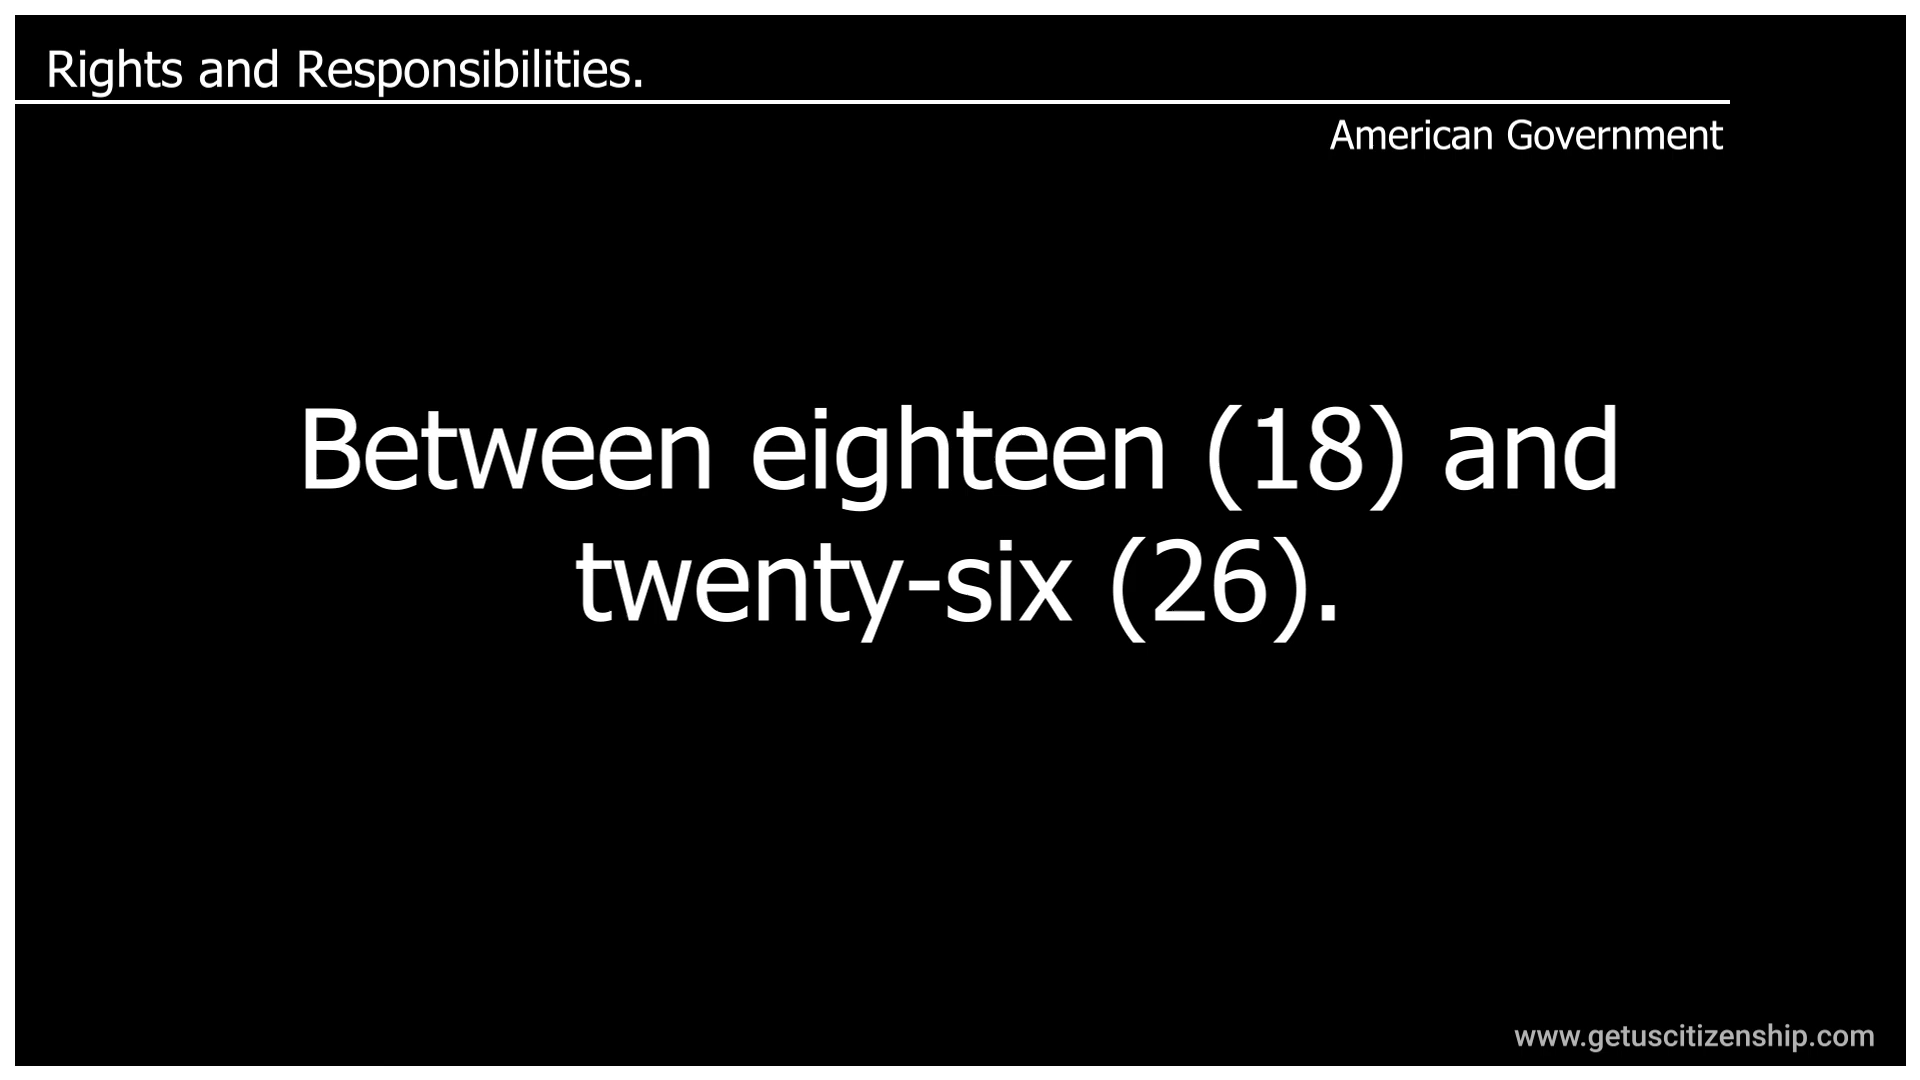 Rights and Responsibilities.
American Government
Between eighteen (18) and
twenty-six (26).
www.getuscitizenship.com